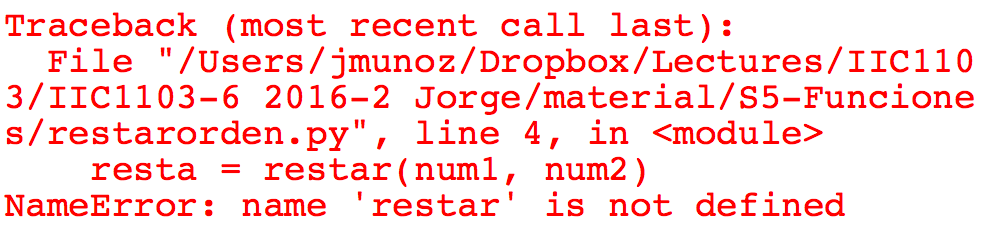 Traceback (most recent call last):
  File "/Users/jmunoz/Dropbox/Lectures/IIC110
3/IIC1103-6 2016-2 Jorge/material/S5-Funcione
s/restarorden.py", line 4, in <module>
    resta = restar(num1, num2)
NameError: name 'restar' is not defined